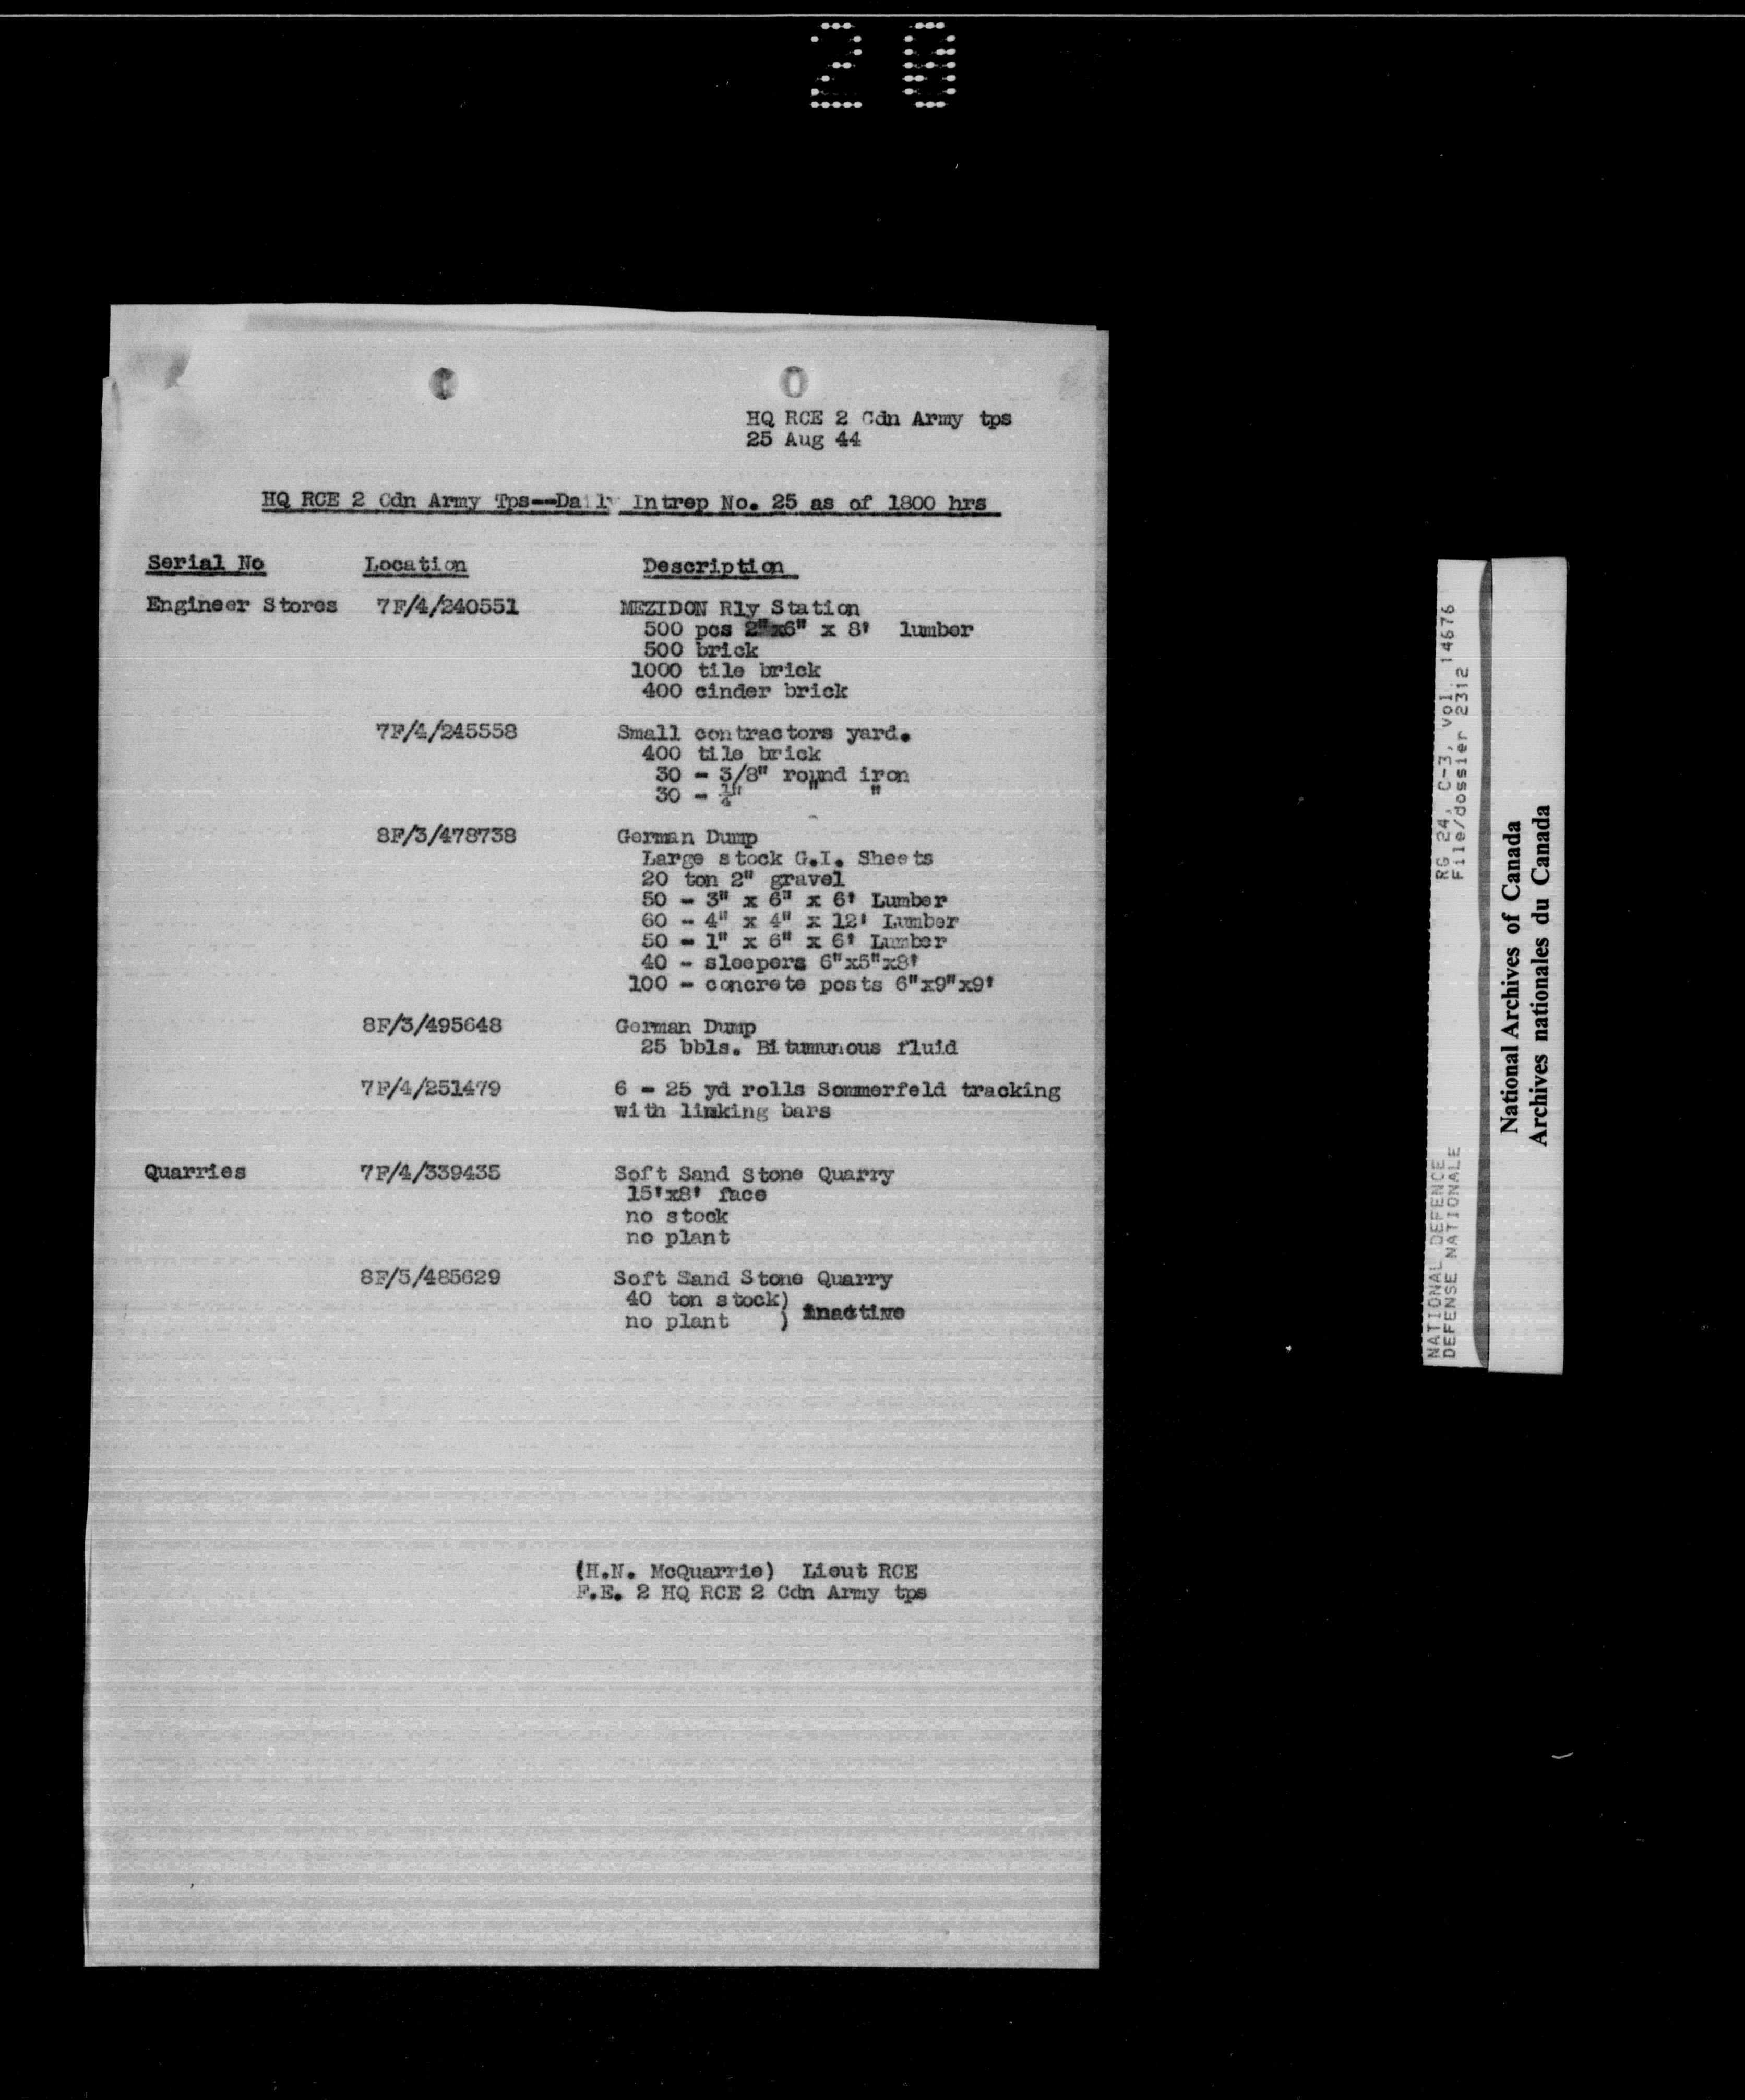 20
HQ RCE 2 Cdn Army tps
25 Aug 44
HQ RCE 2 Cdn Army Tps--Daily Intrep No. 25 as of 1800 hrs
Serial No Location Description
Engineer Stores 7F/4/240551 MEZIDON Rly Station
500 pcs 2"x6" x 8' lumber
500 brick
1000 tile brick
400 cinder brick
7F/4/245558 Small contractors yard.
400 tile brick
30 - 3/8" round iron
30 - ¼" " "
8F/3/478738 German Dump
Large stock G.I. Sheets
20 ton 2" gravel
50 - 3" x 6" x 6' Lumber
60 - 4" x 4" x 12' Lumber
50 - 1" x 6" x 6' Lumber
40 - sleepers 6"x5"x8'
100 - concrete posts 6"x9"x9'
8F/3/495648 German Dump
25 bbls. Bitumunous fluid
7F/4/251479 6 - 25 yd rolls Sommerfeld tracking
with linking bars
Quarries 7F/4/339435 Soft Sand Stone Quarry
15'x8' face
no stock
no plant
8F/5/485629 Soft Sand Stone Quarry
40 ton stock)
no plant ) inactive
(H.N. McQuarrie) Lieut RCE
F.E. 2 HQ RCE 2 Cdn Army tps
NATIONAL DEFENCE RG 24, C-3, Vol. 14676
DEFENSE NATIONALE File/dossier 2312
National Archives of Canada
Archives nationales du Canada